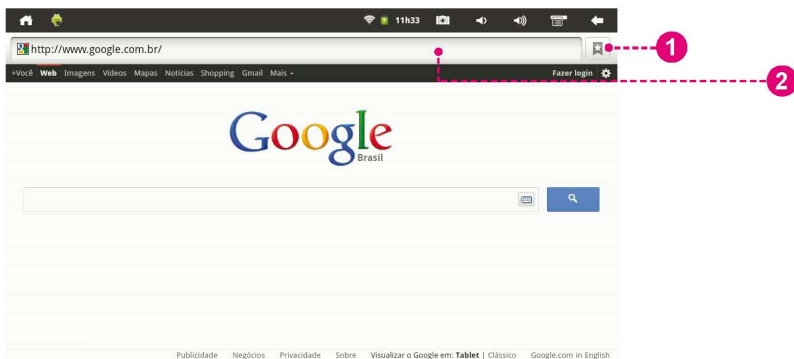 11h33
http://www.google.com.br/
1
+Você Web Imagens Vídeos Mapas Notícias Shopping Gmail Mais Fazer login
2
Google
Brasil
Publicidade Negócios Privacidade Sobre Visualizar o Google em: Tablet | Clássico Google.com in English